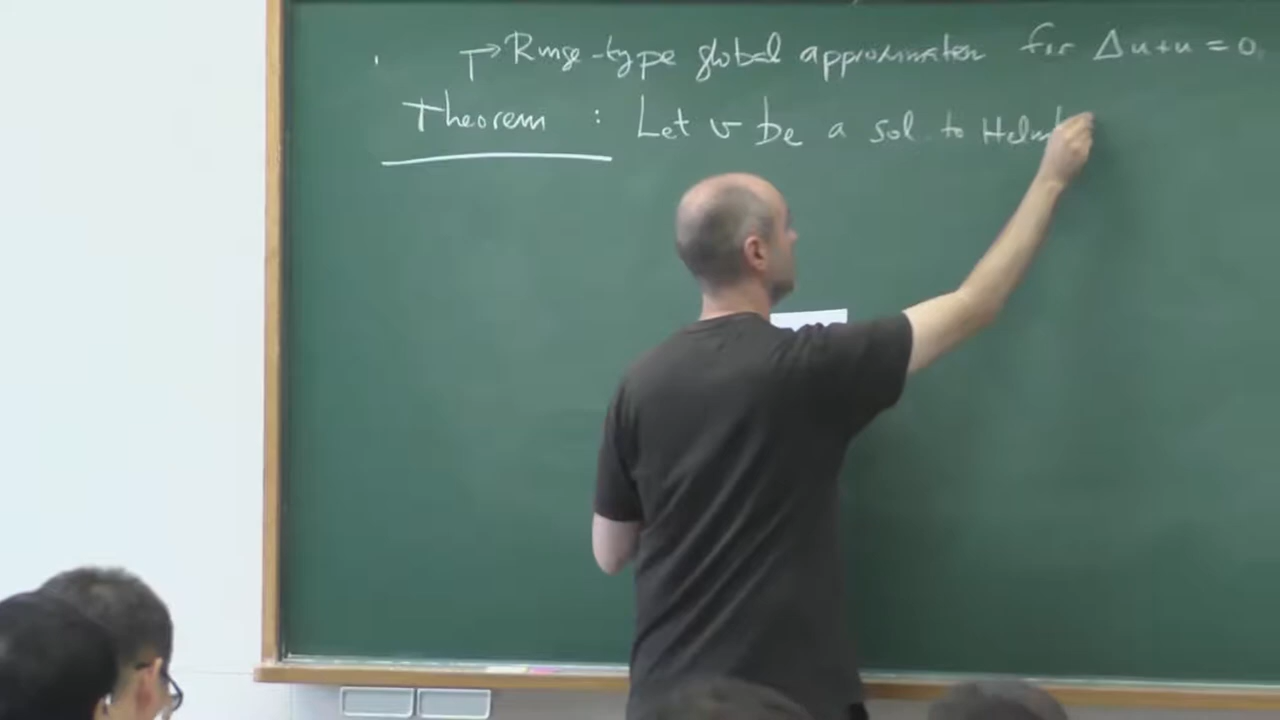 → Runge-type global approximation for Δu+u = 0
Theorem : Let v be a sol to Helm